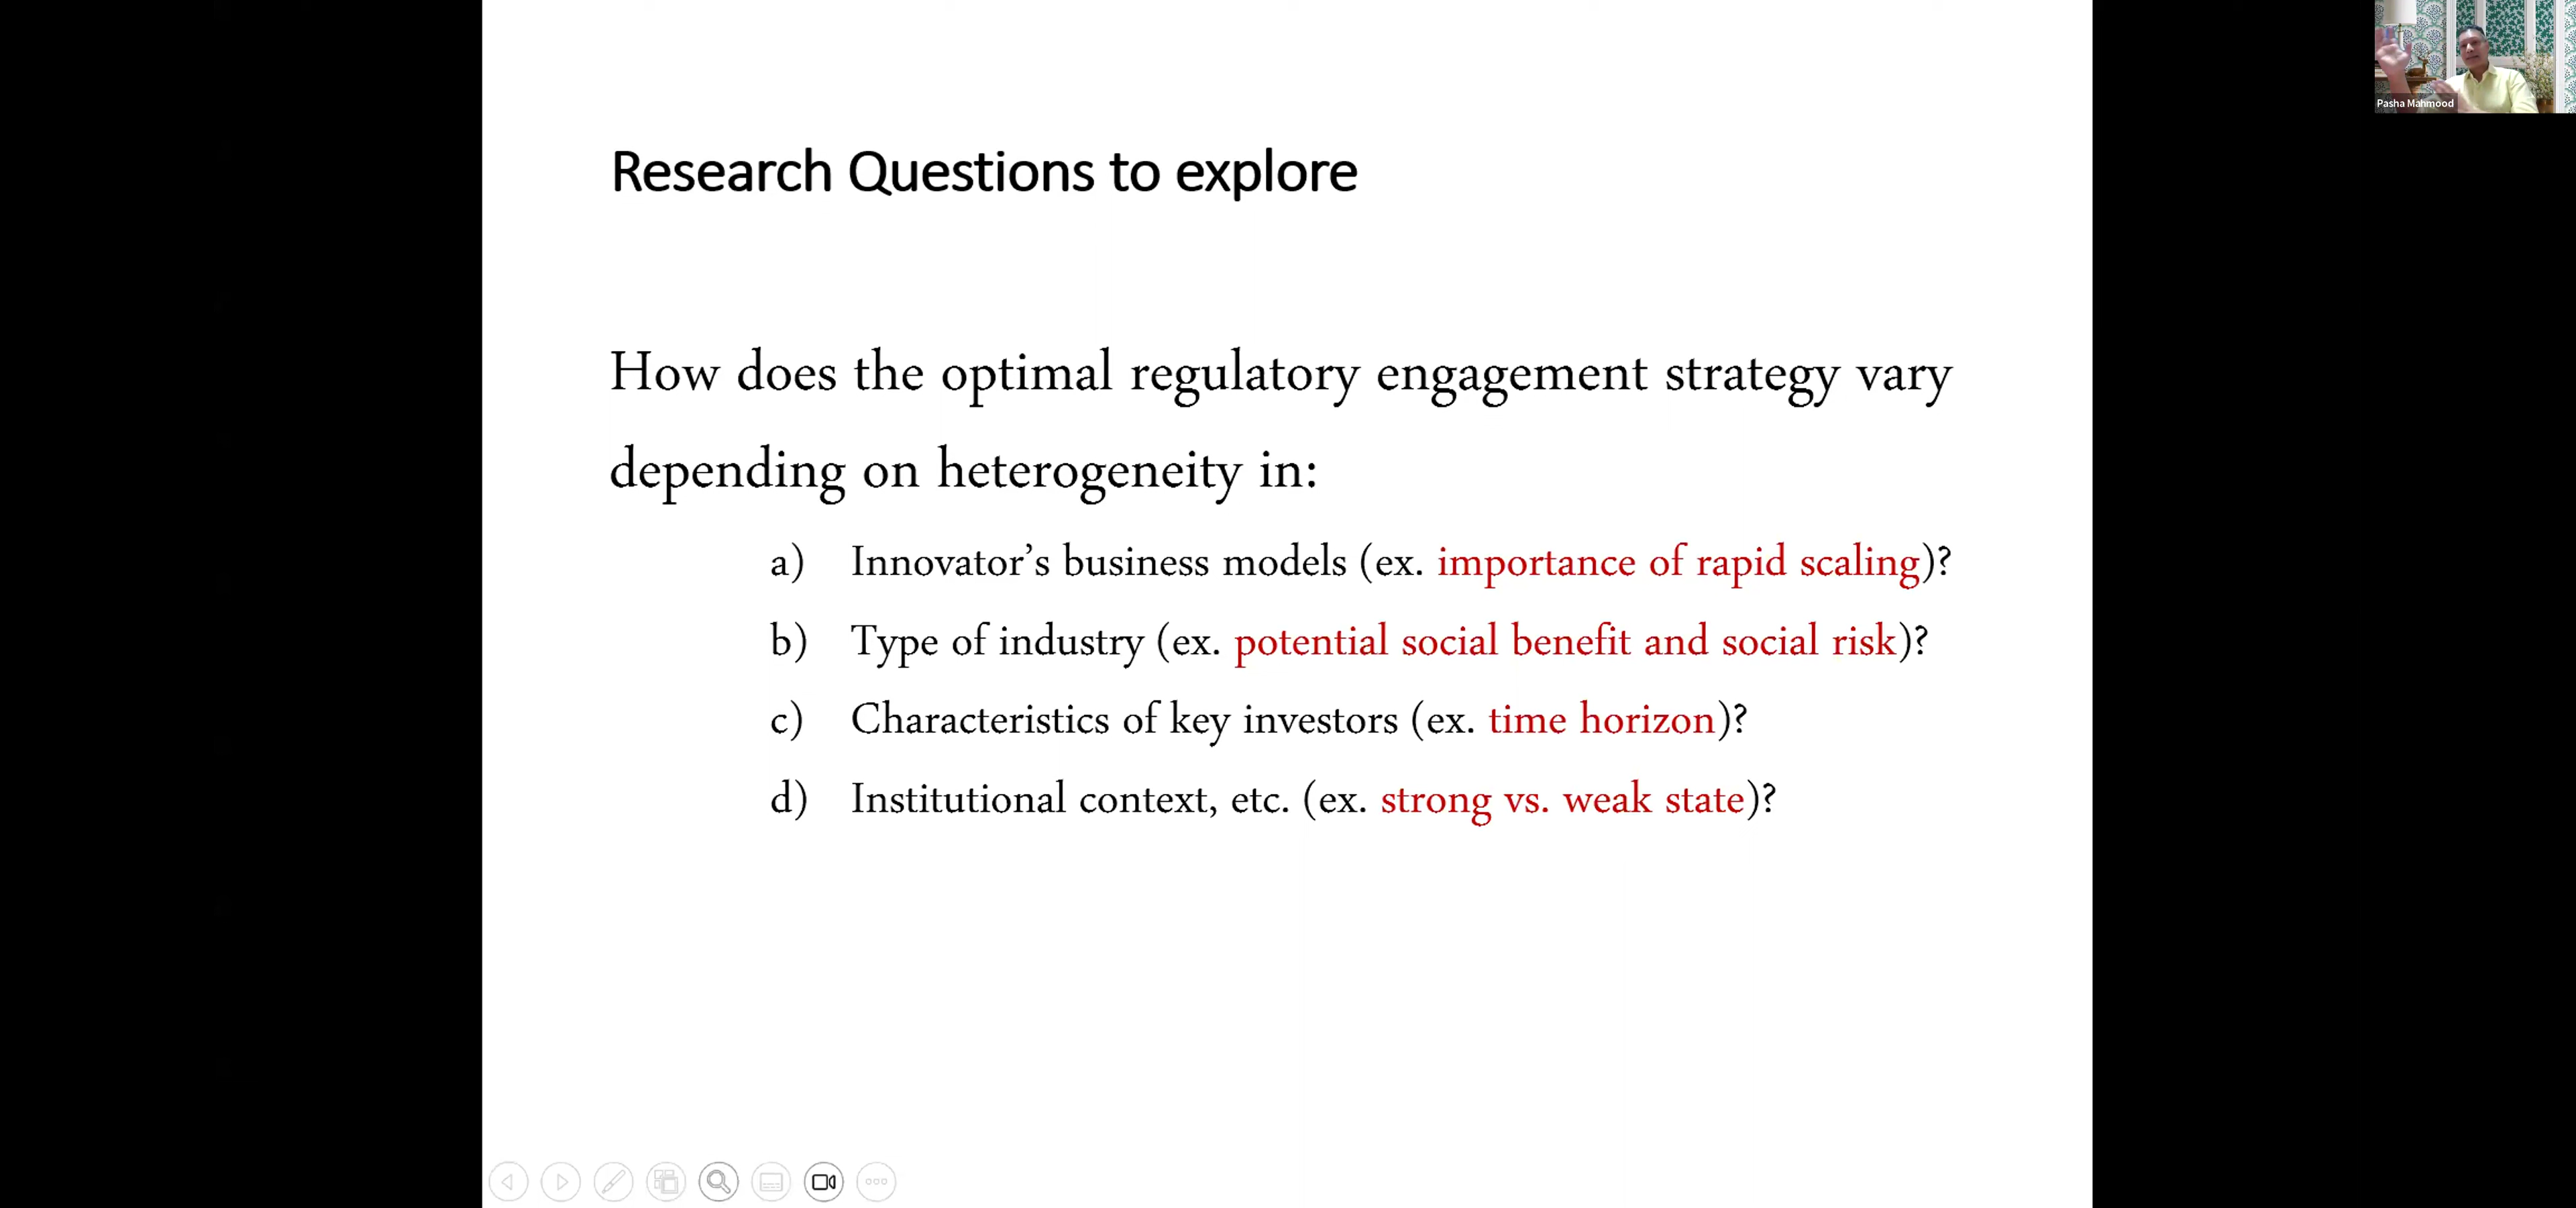 Pasha Mahmood
Research Questions to explore
How does the optimal regulatory engagement strategy vary
depending on heterogeneity in:
a) Innovator’s business models (ex. importance of rapid scaling)?
b) Type of industry (ex. potential social benefit and social risk)?
c) Characteristics of key investors (ex. time horizon)?
d) Institutional context, etc. (ex. strong vs. weak state)?